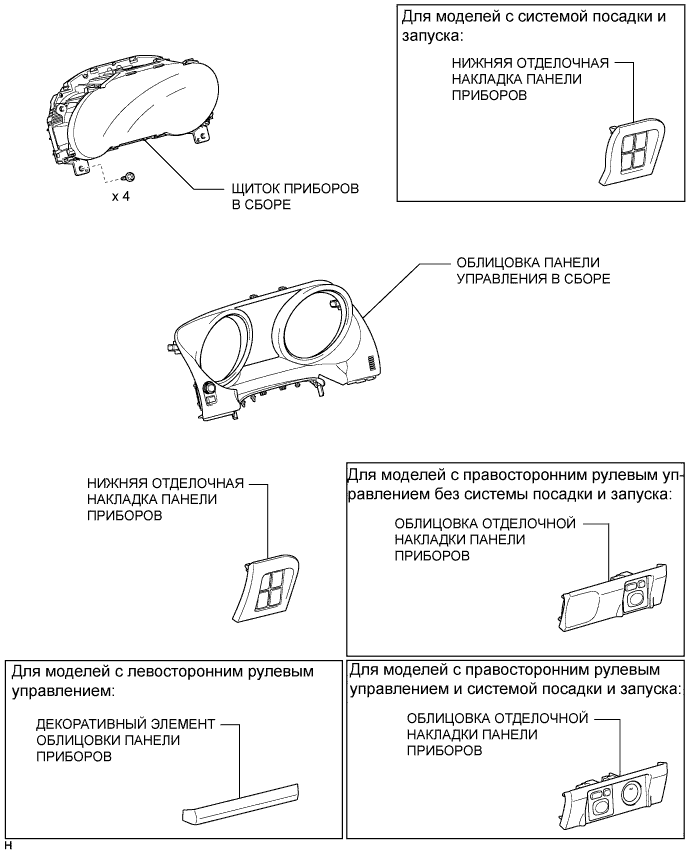 Для моделей с системой посадки и
запуска:
НИЖНЯЯ ОТДЕЛОЧНАЯ
НАКЛАДКА ПАНЕЛИ
ПРИБОРОВ
x 4
ЩИТОК ПРИБОРОВ
В СБОРЕ
ОБЛИЦОВКА ПАНЕЛИ
УПРАВЛЕНИЯ В СБОРЕ
НИЖНЯЯ ОТДЕЛОЧНАЯ
НАКЛАДКА ПАНЕЛИ
ПРИБОРОВ
Для моделей с правосторонним рулевым уп-
равлением без системы посадки и запуска:
ОБЛИЦОВКА ОТДЕЛОЧНОЙ
НАКЛАДКИ ПАНЕЛИ
ПРИБОРОВ
Для моделей с левосторонним рулевым
управлением:
ДЕКОРАТИВНЫЙ ЭЛЕМЕНТ
ОБЛИЦОВКИ ПАНЕЛИ
ПРИБОРОВ
Для моделей с правосторонним рулевым
управлением и системой посадки и запуска:
ОБЛИЦОВКА ОТДЕЛОЧНОЙ
НАКЛАДКИ ПАНЕЛИ
ПРИБОРОВ
H